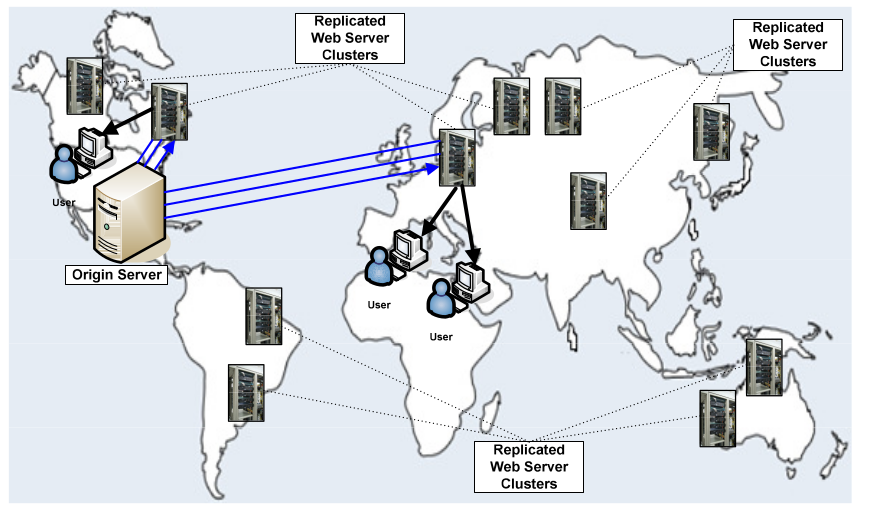 Replicated
Web Server
Clusters
Replicated
Web Server
Clusters
User
Origin Server
User
User
Replicated
Web Server
Clusters